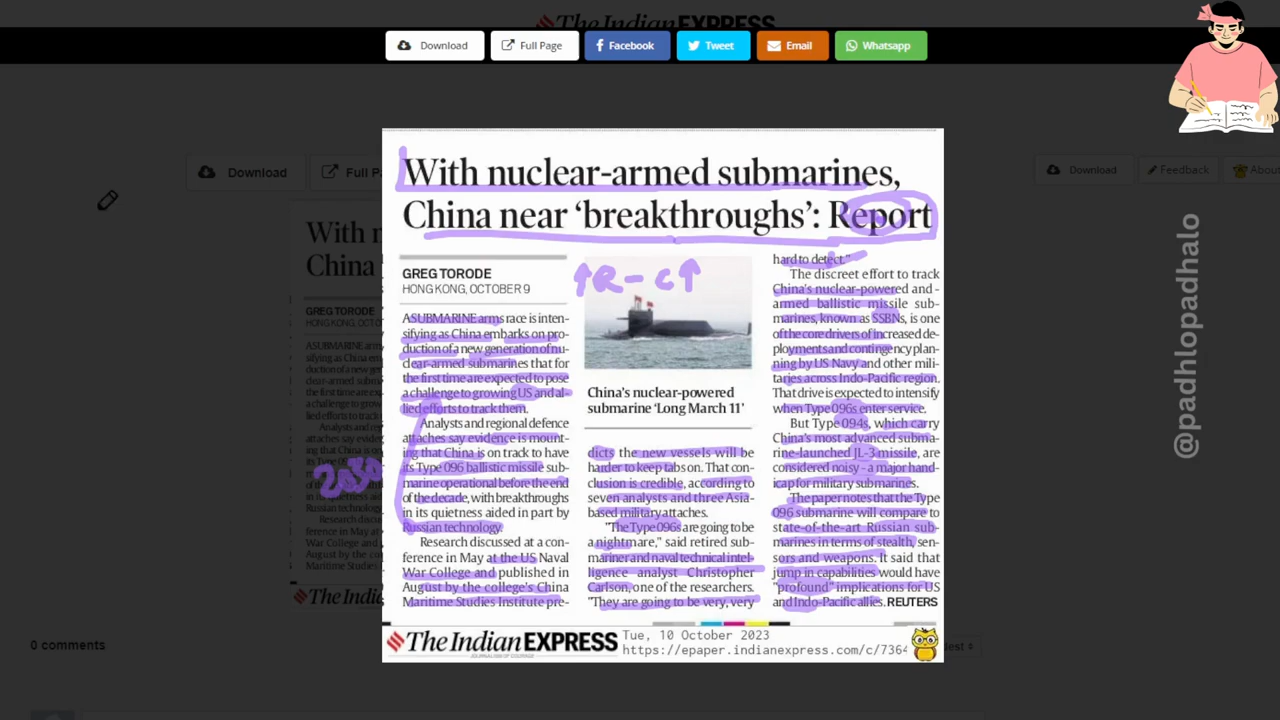 The Indian EXPRESS
Download
Full Page
Facebook
Tweet
Email
Whatsapp
Download
Full P
Download
Feedback
About
With nuclear-armed submarines,
China near ‘breakthroughs’: Report
GREG TORODE
HONG KONG, OCTOBER 9
A SUBMARINE arms race is inten-
sifying as China embarks on pro-
duction of a new generation of nu-
clear-armed submarines that for
the first time are expected to pose
a challenge to growing US and al-
lied efforts to track them.
Analysts and regional defence
attaches say evidence is mount-
ing that China is on track to have
its Type 096 ballistic missile sub-
marine operational before the end
of the decade, with breakthroughs
in its quietness aided in part by
Russian technology.
Research discussed at a con-
ference in May at the US Naval
War College and published in
August by the college's China
Maritime Studies Institute pre-
↑R - C↑
China's nuclear-powered
submarine ‘Long March 11’
dicts the new vessels will be
harder to keep tabs on. That con-
clusion is credible, according to
seven analysts and three Asia-
based military attaches.
"The Type 096s are going to be
a nightmare," said retired sub-
mariner and naval technical intel-
ligence analyst Christopher
Carlson, one of the researchers.
"They are going to be very, very
hard to detect."
The discreet effort to track
China's nuclear-powered and -
armed ballistic missile sub-
marines, known as SSBNs, is one
of the core drivers of increased de-
ployments and contingency plan-
ning by US Navy and other mili-
taries across Indo-Pacific region.
That drive is expected to intensify
when Type 096s enter service.
But Type 094s, which carry
China's most advanced subma-
rine-launched JL-3 missile, are
considered noisy - a major hand-
icap for military submarines.
The paper notes that the Type
096 submarine will compare to
state-of-the-art Russian sub-
marines in terms of stealth, sen-
sors and weapons. It said that
jump in capabilities would have
"profound" implications for US
and Indo-Pacific allies. REUTERS
2030
The Indian EXPRESS
JOURNALISM OF COURAGE
Tue, 10 October 2023
https://epaper.indianexpress.com/c/7364
0 comments
@padhlopadhalo